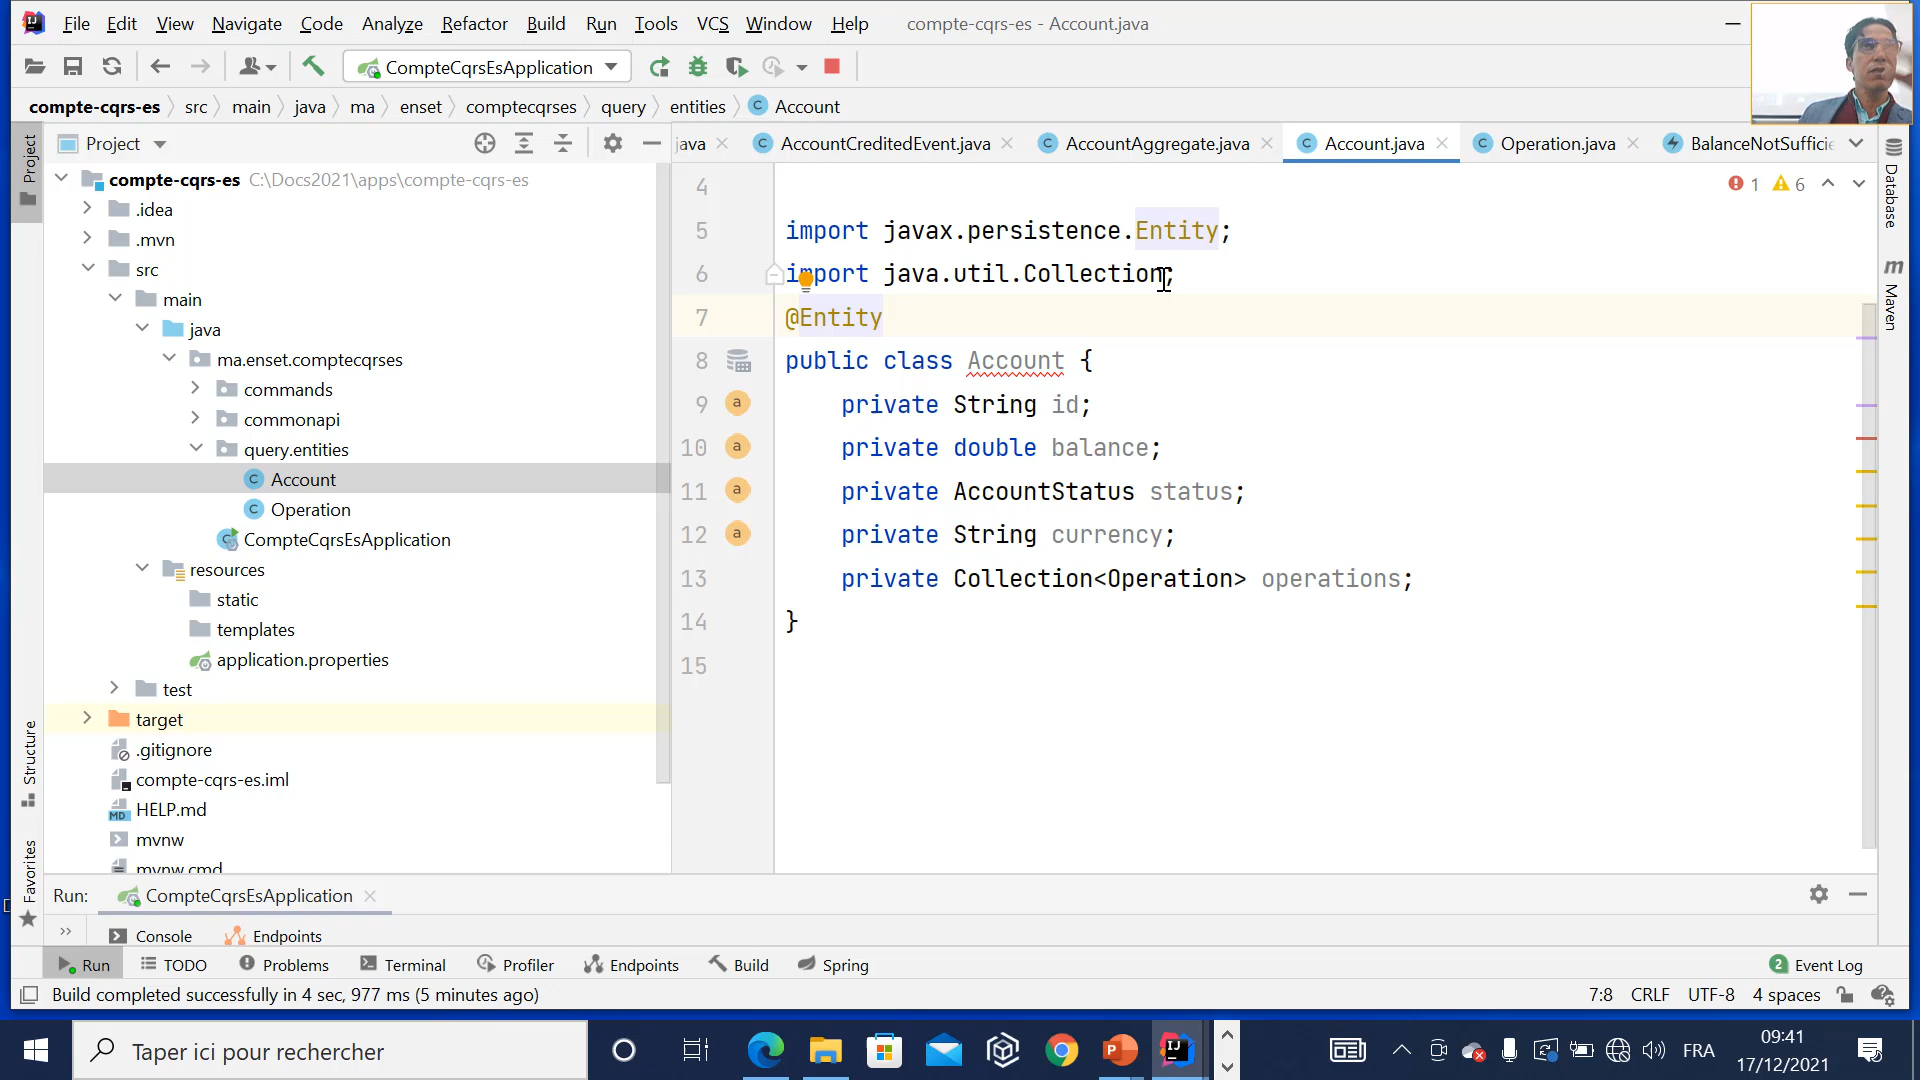 File Edit View Navigate Code Analyze Refactor Build Run Tools VCS Window Help compte-cqrs-es - Account.java
CompteCqrsEsApplication
compte-cqrs-es src main java ma enset comptecqrses query entities Account
Project
java AccountCreditedEvent.java AccountAggregate.java Account.java Operation.java BalanceNotSuffici
Project
Structure
Favorites
compte-cqrs-es C:\Docs2021\apps\compte-cqrs-es
.idea
.mvn
src
main
java
ma.enset.comptecqrses
commands
commonapi
query.entities
Account
Operation
CompteCqrsEsApplication
resources
static
templates
application.properties
test
target
.gitignore
compte-cqrs-es.iml
HELP.md
mvnw
mvnw.cmd
1 6
4
5 import javax.persistence.Entity;
6 import java.util.Collection;
7 @Entity
8 public class Account {
9 private String id;
10 private double balance;
11 private AccountStatus status;
12 private String currency;
13 private Collection<Operation> operations;
14 }
15
Database
Maven
Run: CompteCqrsEsApplication
Console Endpoints
Run TODO Problems Terminal Profiler Endpoints Build Spring 2 Event Log
Build completed successfully in 4 sec, 977 ms (5 minutes ago) 7:8 CRLF UTF-8 4 spaces
Taper ici pour rechercher
FRA
09:41
17/12/2021